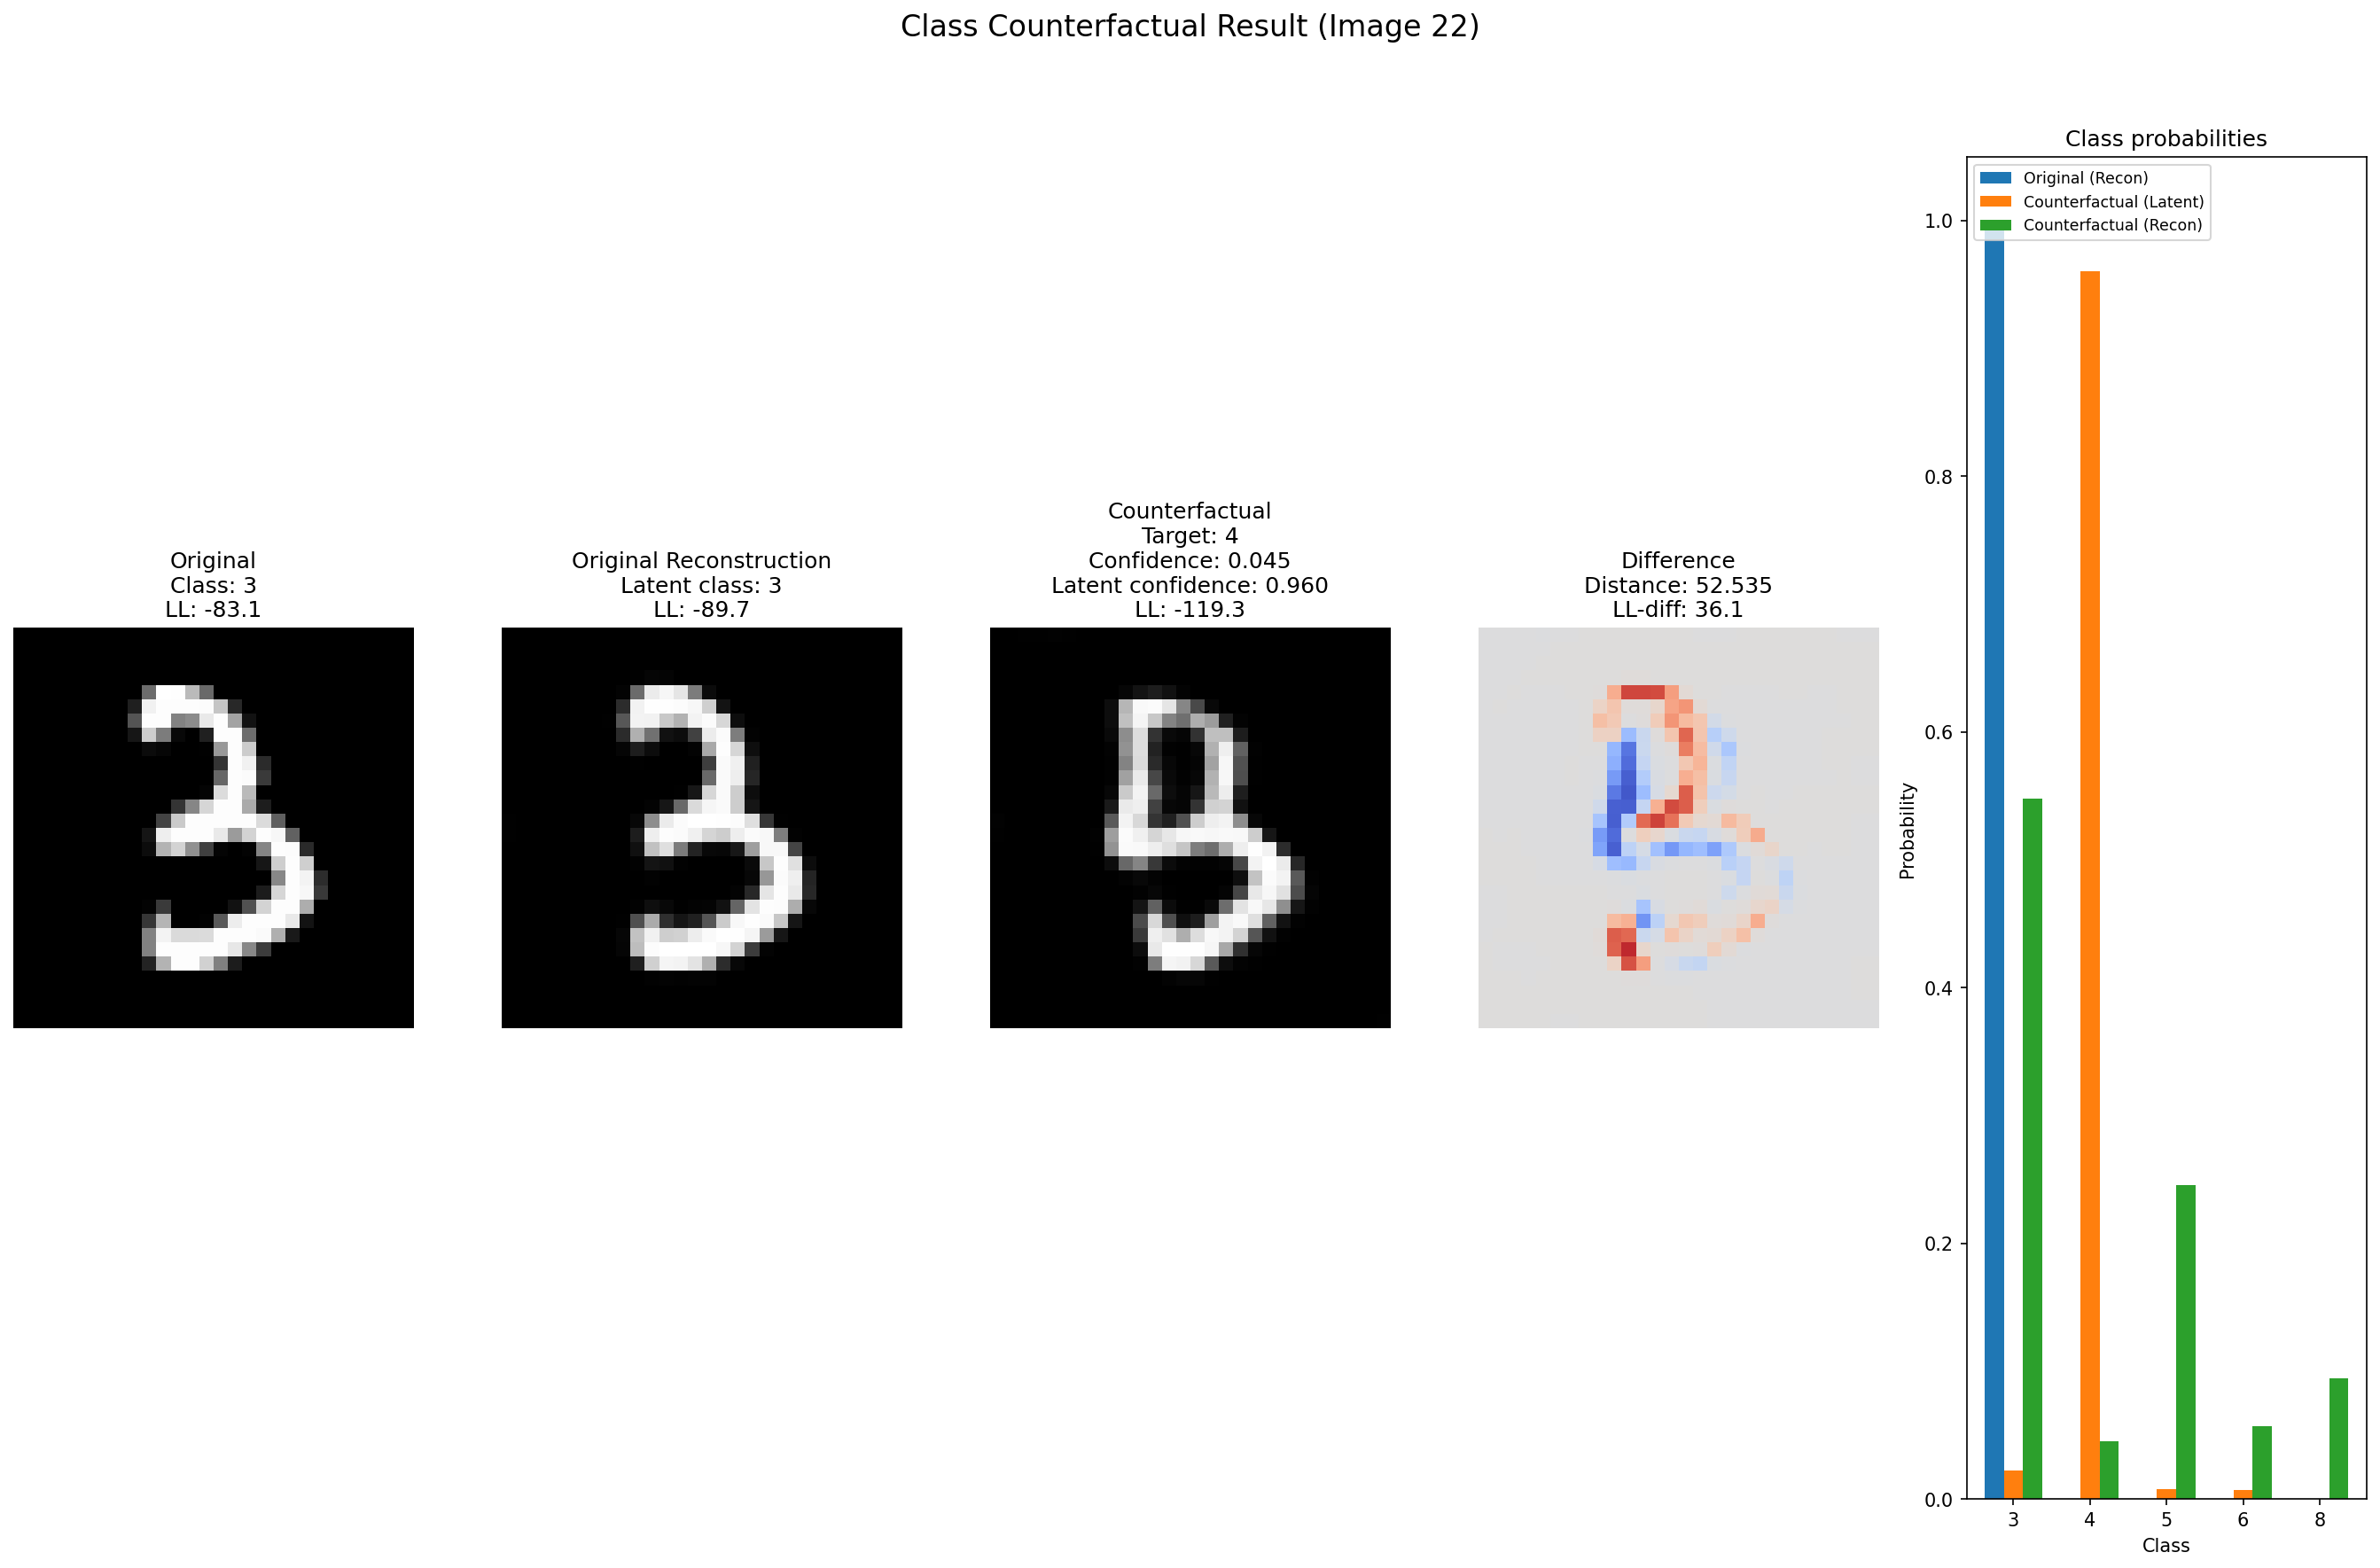 Class Counterfactual Result (Image 22)
Original
Class: 3
LL: -83.1
3
Original Reconstruction
Latent class: 3
LL: -89.7
3
Counterfactual
Target: 4
Confidence: 0.045
Latent confidence: 0.960
LL: -119.3
Difference
Distance: 52.535
LL-diff: 36.1
Class probabilities
Original (Recon)
Counterfactual (Latent)
Counterfactual (Recon)
Probability
1.0
0.8
0.6
0.4
0.2
0.0
3 4 5 6 8
Class